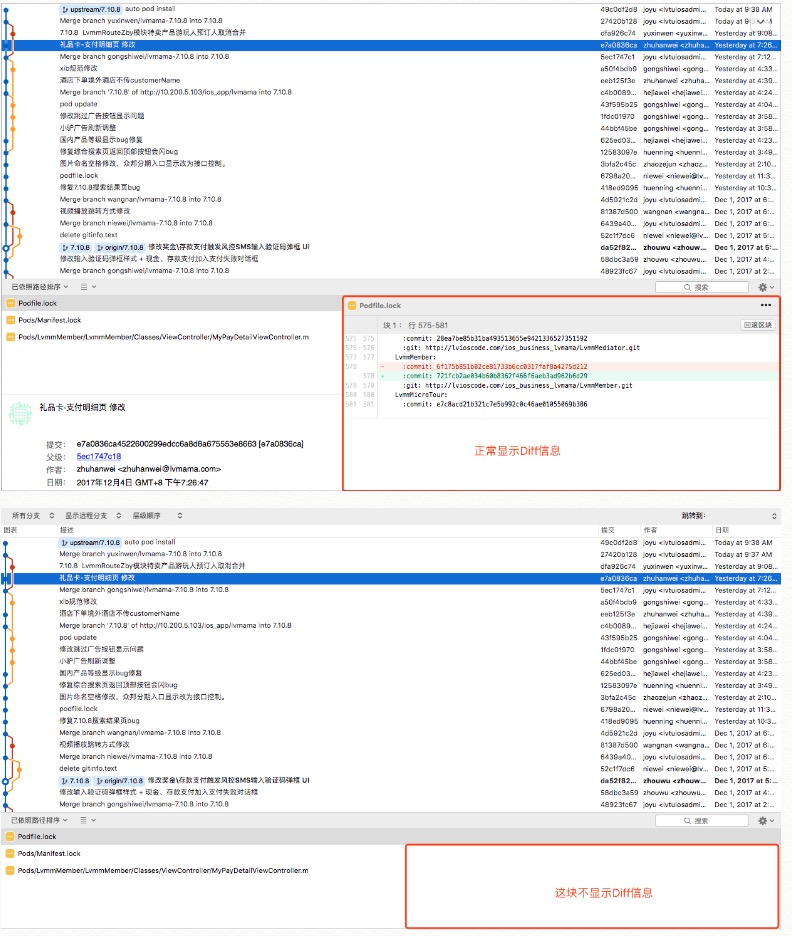 upstream/7.10.8 auto pod install 49c0df2d8 joyu <lvtuiosadmi... Today at 9:38 AM
Merge branch yuxinwen/lvmama-7.10.8 into 7.10.8 27420b128 joyu <lvtuiosadmi... Today at 9:3
7.10.8 LvmmRouteZby模块特卖产品游玩人预订人取消合并 dfa926c74 yuxinwen <yuxinw... Yesterday at 9:08...
礼品卡-支付明细页 修改 e7a0836ca zhuhanwei <zhuha... Yesterday at 7:26...
Merge branch gongshiwei/lvmama-7.10.8 into 7.10.8 5ec1747c1 joyu <lvtuiosadmi... Yesterday at 7:12...
xib规范修改 a50f4bdb9 gongshiwei <gong... Yesterday at 4:33...
酒店下单境外酒店不传customerName eeb125f3e zhuhanwei <zhuha... Yesterday at 4:39...
Merge branch '7.10.8' of http://10.200.5.103/ios_app/lvmama into 7.10.8 c4b0089... hejiawei <hejiawei... Yesterday at 4:24...
pod update 43f595b25 gongshiwei <gong... Yesterday at 4:04...
修改跳过广告按钮显示问题 1fdc01970 gongshiwei <gong... Yesterday at 3:58...
小驴广告刷新调整 44bbf45be gongshiwei <gong... Yesterday at 3:58...
国内产品等级显示bug修复 625ed03... hejiawei <hejiawei... Yesterday at 3:12...
修复综合搜索页返回顶部按钮会闪bug 12583097e huenning <huenni... Yesterday at 3:49...
图片命名空格修改，众邦分期入口显示改为接口控制。 3bfa2c45c zhaozejun <zhaoz... Yesterday at 2:10...
podfile.lock 6798a20... niewei <niewei@lv... Yesterday at 11:3...
修复7.10.8搜索结果页bug 418ed9095 huenning <huenni... Yesterday at 10:3...
Merge branch wangnan/lvmama-7.10.8 into 7.10.8 4d5921c2d joyu <lvtuiosadmi... Dec 1, 2017 at 6:...
视频播放跳转方式修改 81387d500 wangnan <wangna... Dec 1, 2017 at 6:...
Merge branch niewei/lvmama-7.10.8 into 7.10.8 6439a40... joyu <lvtuiosadmi... Dec 1, 2017 at 6:...
delete gitinfo.text 52c1f7dc6 niewei <niewei@lv... Dec 1, 2017 at 5:...
7.10.8 origin/7.10.8 修改奖金\存款支付触发风控SMS输入验证码弹框 UI da52f82... zhouwu <zhouw... Dec 1, 2017 at 5:...
修改输入验证码弹框样式 + 现金、存款支付加入支付失败对话框 58dbc3a59 zhouwu <zhouwu... Dec 1, 2017 at 2:...
Merge branch gongshiwei/lvmama-7.10.8 into 7.10.8 48923fc67 joyu <lvtuiosadmi... Dec 1, 2017 at 2:...
已依照路径排序 搜索
Podfile.lock
Pods/Manifest.lock
Pods/LvmmMember/LvmmMember/Classes/ViewController/MyPayDetailViewController.m
礼品卡-支付明细页 修改
提交: e7a0836ca4522600299edcc6a8d8a675553e8663 [e7a0836ca]
父级: 5ec1747c18
作者: zhuhanwei <zhuhanwei@lvmama.com>
日期: 2017年12月4日 GMT+8 下午7:26:47
Podfile.lock
块 1： 行 575-581 回滚区块
575 575 :commit: 28ea7be85b31ba493513655e9421336527351592
576 576 :git: http://lvioscode.com/ios_business_lvmama/LvmmMediator.git
577 577 LvmmMember:
578 - :commit: 6f175b851b02ce81733b6cc0317faf8a4275d212
578 + :commit: 721fcb2ae034b60b8362f466f6aeb3ad962b6d29
579 579 :git: http://lvioscode.com/ios_business_lvmama/LvmmMember.git
580 580 LvmmMicroTour:
581 581 :commit: e7c8acd21b321c7e5b992c0c46ae01055069b386
正常显示Diff信息
所有分支 显示远程分支 层级顺序 跳转到:
图表 描述 提交 作者 日期
upstream/7.10.8 auto pod install 49c0df2d8 joyu <lvtuiosadmi... Today at 9:38 AM
Merge branch yuxinwen/lvmama-7.10.8 into 7.10.8 27420b128 joyu <lvtuiosadmi... Today at 9:37 AM
7.10.8 LvmmRouteZby模块特卖产品游玩人预订人取消合并 dfa926c74 yuxinwen <yuxinw... Yesterday at 9:08...
礼品卡-支付明细页 修改 e7a0836ca zhuhanwei <zhuha... Yesterday at 7:26...
Merge branch gongshiwei/lvmama-7.10.8 into 7.10.8 5ec1747c1 joyu <lvtuiosadmi... Yesterday at 7:12...
xib规范修改 a50f4bdb9 gongshiwei <gong... Yesterday at 4:33...
酒店下单境外酒店不传customerName eeb125f3e zhuhanwei <zhuha... Yesterday at 4:39...
Merge branch '7.10.8' of http://10.200.5.103/ios_app/lvmama into 7.10.8 c4b0089... hejiawei <hejiawei... Yesterday at 4:24...
pod update 43f595b25 gongshiwei <gong... Yesterday at 4:04...
修改跳过广告按钮显示问题 1fdc01970 gongshiwei <gong... Yesterday at 3:58...
小驴广告刷新调整 44bbf45be gongshiwei <gong... Yesterday at 3:58...
国内产品等级显示bug修复 625ed03... hejiawei <hejiawei... Yesterday at 4:12...
修复综合搜索页返回顶部按钮会闪bug 12583097e huenning <huenni... Yesterday at 3:49...
图片命名空格修改，众邦分期入口显示改为接口控制。 3bfa2c45c zhaozejun <zhaoz... Yesterday at 2:10...
podfile.lock 6798a20... niewei <niewei@lv... Yesterday at 11:3...
修复7.10.8搜索结果页bug 418ed9095 huenning <huenni... Yesterday at 10:3...
Merge branch wangnan/lvmama-7.10.8 into 7.10.8 4d5921c2d joyu <lvtuiosadmi... Dec 1, 2017 at 6:...
视频播放跳转方式修改 81387d500 wangnan <wangna... Dec 1, 2017 at 6:...
Merge branch niewei/lvmama-7.10.8 into 7.10.8 6439a40... joyu <lvtuiosadmi... Dec 1, 2017 at 6:...
delete gitinfo.text 52c1f7dc6 niewei <niewei@lv... Dec 1, 2017 at 5:...
7.10.8 origin/7.10.8 修改奖金\存款支付触发风控SMS输入验证码弹框 UI da52f82... zhouwu <zhouw... Dec 1, 2017 at 5:...
修改输入验证码弹框样式 + 现金、存款支付加入支付失败对话框 58dbc3a59 zhouwu <zhouwu... Dec 1, 2017 at 2:...
Merge branch gongshiwei/lvmama-7.10.8 into 7.10.8 48923fc67 joyu <lvtuiosadmi... Dec 1, 2017 at 2:...
已依照路径排序 搜索
Podfile.lock
Pods/Manifest.lock
Pods/LvmmMember/LvmmMember/Classes/ViewController/MyPayDetailViewController.m
这块不显示Diff信息